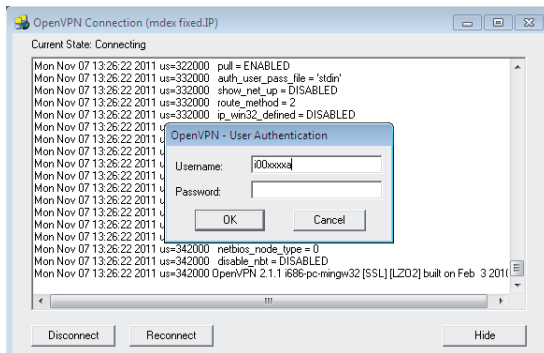 OpenVPN Connection (mdex fixed.IP)
Current State: Connecting
Mon Nov 07 13:26:22 2011 us=322000 pull = ENABLED
Mon Nov 07 13:26:22 2011 us=322000 auth_user_pass_file = 'stdin'
Mon Nov 07 13:26:22 2011 us=332000 show_net_up = DISABLED
Mon Nov 07 13:26:22 2011 us=332000 route_method = 2
Mon Nov 07 13:26:22 2011 us=332000 ip_win32_defined = DISABLED
Mon Nov 07 13:26:22 2011
Mon Nov 07 13:26:22 2011
Mon Nov 07 13:26:22 2011
Mon Nov 07 13:26:22 2011
Mon Nov 07 13:26:22 2011
Mon Nov 07 13:26:22 2011
Mon Nov 07 13:26:22 2011
Mon Nov 07 13:26:22 2011
Mon Nov 07 13:26:22 2011
Mon Nov 07 13:26:22 2011
OpenVPN - User Authentication
Username: i00xxxxa
Password:
OK Cancel
Mon Nov 07 13:26:22 2011 us=342000 netbios_node_type = 0
Mon Nov 07 13:26:22 2011 us=342000 disable_nbt = DISABLED
Mon Nov 07 13:26:22 2011 us=342000 OpenVPN 2.1.1 i686-pc-mingw32 [SSL] [LZO2] built on Feb 3 201
Disconnect Reconnect Hide